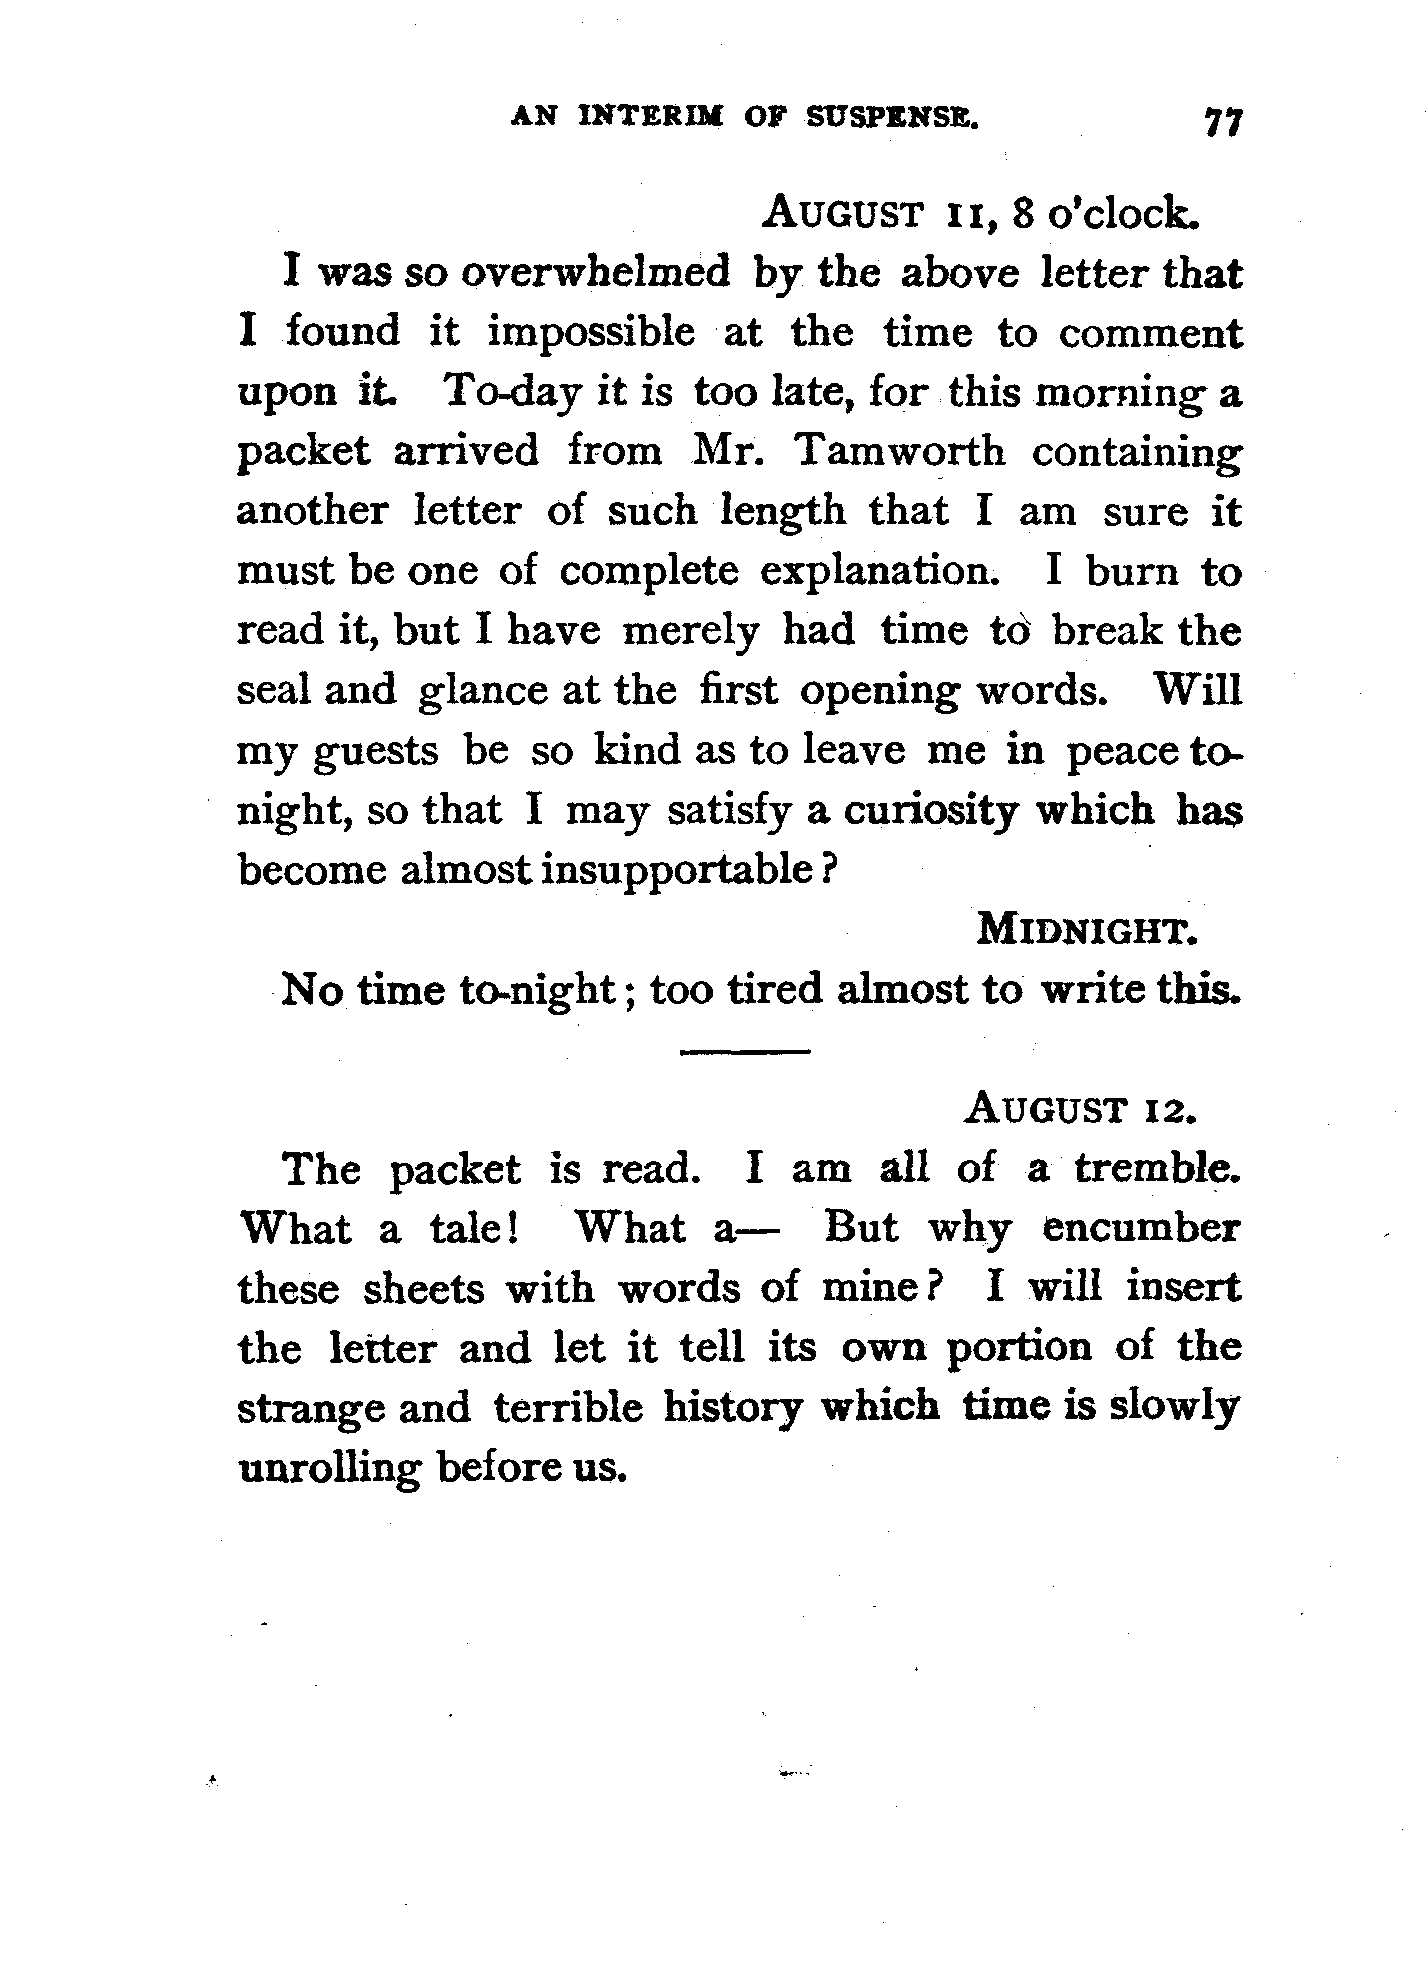 AN INTERIM OF SUSPENSE. 77
AUGUST 11, 8 o'clock.
I was so overwhelmed by the above letter that
I found it impossible at the time to comment
upon it. To-day it is too late, for this morning a
packet arrived from Mr. Tamworth containing
another letter of such length that I am sure it
must be one of complete explanation. I burn to
read it, but I have merely had time to break the
seal and glance at the first opening words. Will
my guests be so kind as to leave me in peace to-
night, so that I may satisfy a curiosity which has
become almost insupportable?
MIDNIGHT.
No time to-night; too tired almost to write this.
AUGUST 12.
The packet is read. I am all of a tremble.
What a tale! What a— But why encumber
these sheets with words of mine? I will insert
the letter and let it tell its own portion of the
strange and terrible history which time is slowly
unrolling before us.